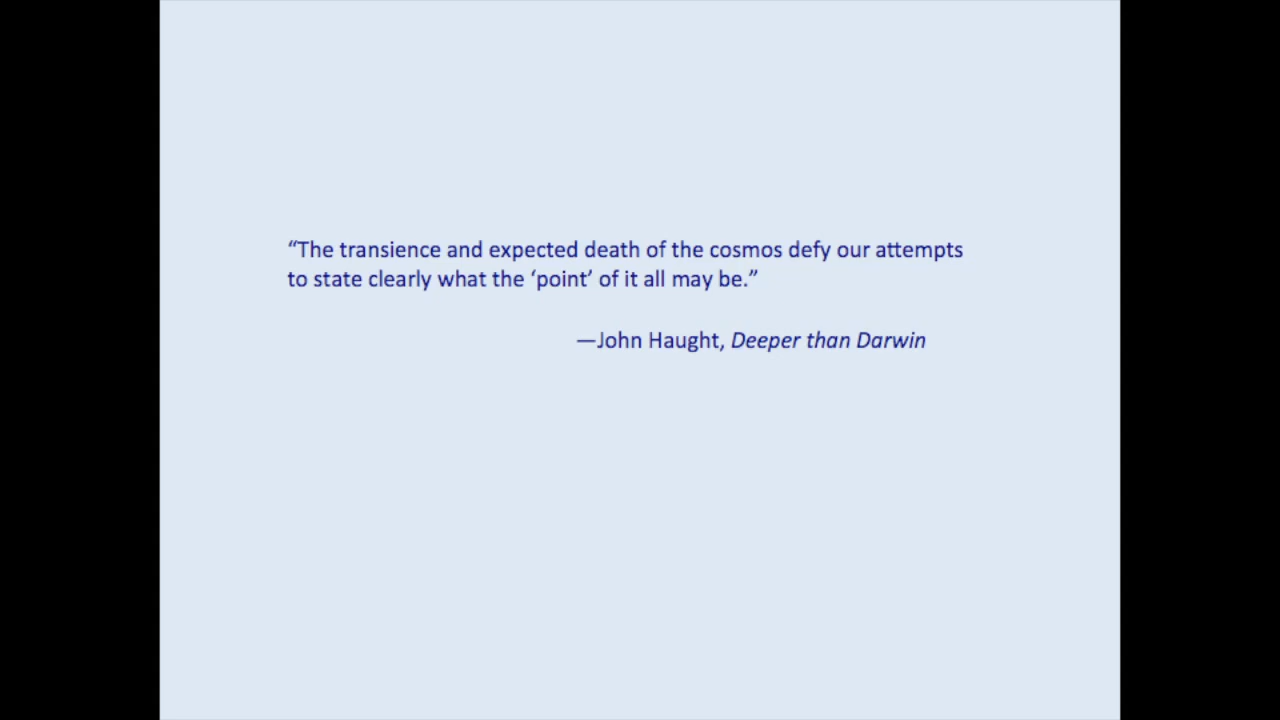 “The transience and expected death of the cosmos defy our attempts
to state clearly what the ‘point’ of it all may be.”
—John Haught, Deeper than Darwin